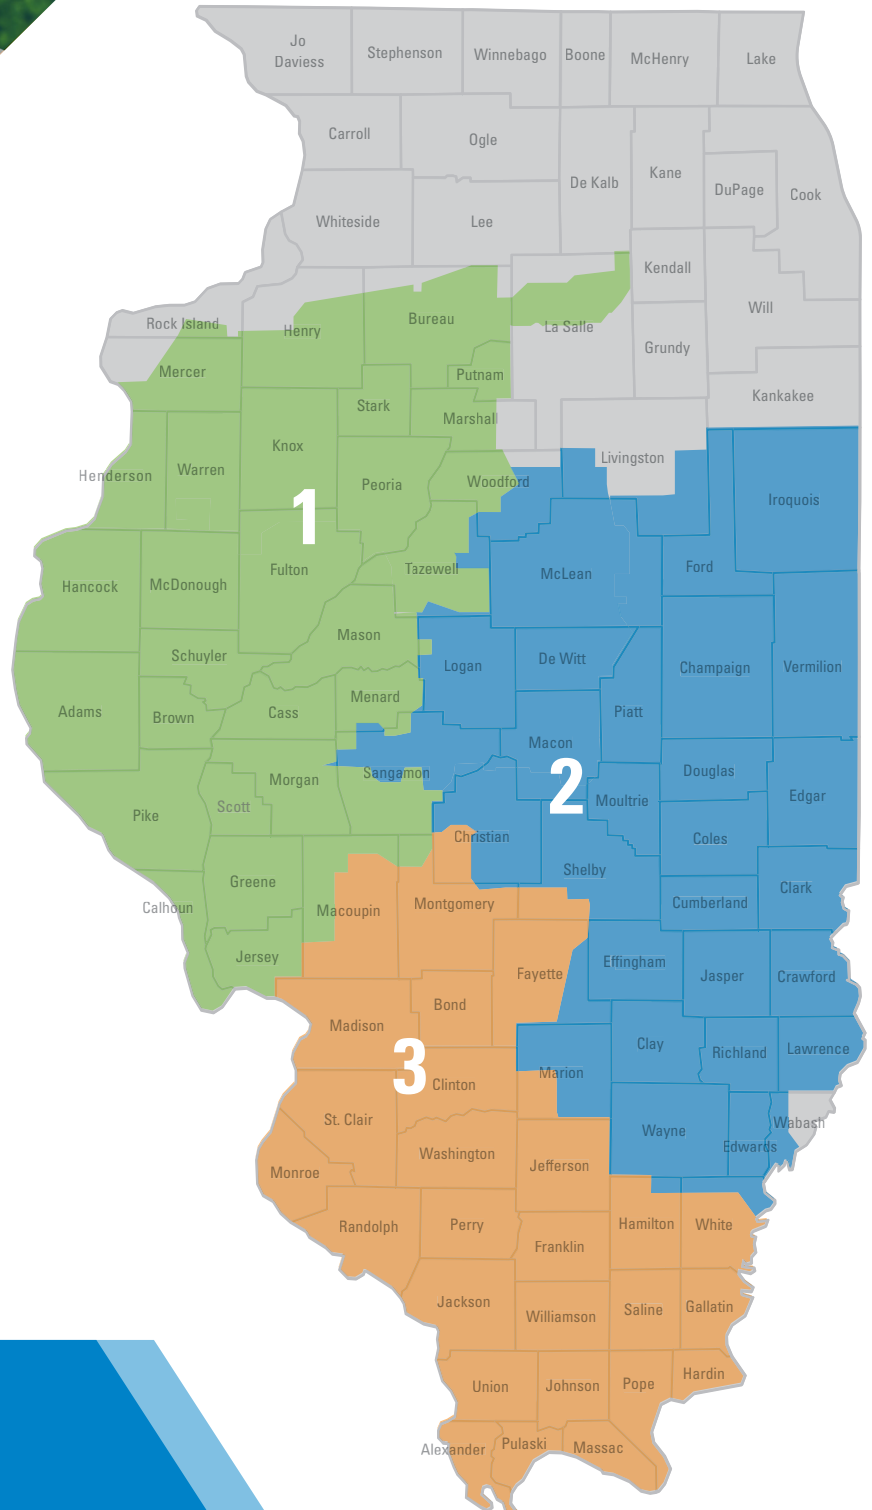 Jo
Daviess
Stephenson
Winnebago
Boone
McHenry
Lake
Carroll
Ogle
De Kalb
Kane
DuPage
Cook
Whiteside
Lee
Kendall
Will
Rock Island
Henry
Bureau
La Salle
Grundy
Mercer
Putnam
Kankakee
Stark
Marshall
Knox
Henderson
Warren
Peoria
Woodford
Livingston
Iroquois
1
Hancock
McDonough
Fulton
Tazewell
McLean
Ford
Mason
Schuyler
Logan
De Witt
Champaign
Vermilion
Adams
Brown
Cass
Menard
Piatt
Macon
Sangamon
Morgan
Scott
Pike
2
Moultrie
Douglas
Edgar
Christian
Coles
Shelby
Greene
Clark
Calhoun
Macoupin
Montgomery
Cumberland
Jersey
Fayette
Effingham
Jasper
Crawford
Bond
Madison
Clay
Richland
Lawrence
3
Clinton
Marion
St. Clair
Wayne
Wabash
Edwards
Washington
Monroe
Jefferson
Randolph
Perry
Hamilton
White
Franklin
Jackson
Williamson
Saline
Gallatin
Union
Johnson
Pope
Hardin
Alexander
Pulaski
Massac